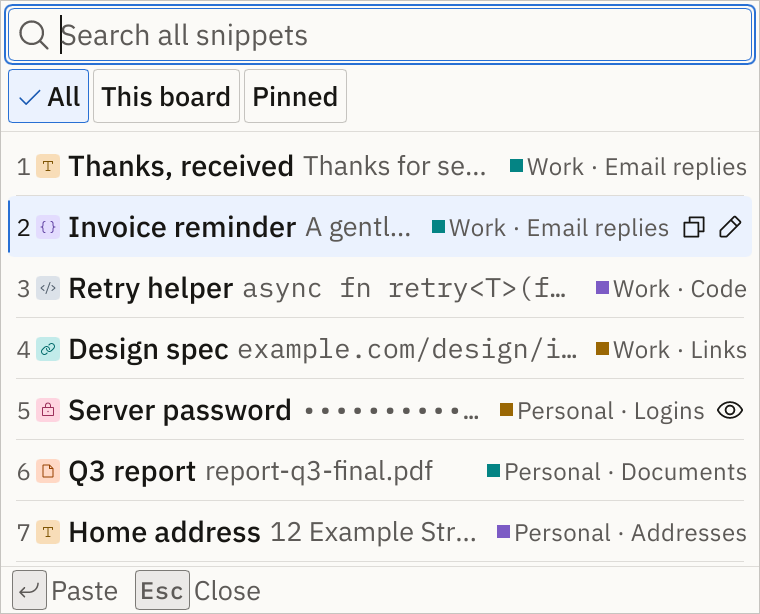 Search all snippets
All This board Pinned
1 T Thanks, received Thanks for se… Work · Email replies
2 {} Invoice reminder A gentl… Work · Email replies
3 </> Retry helper async fn retry<T>(f… Work · Code
4 Design spec example.com/design/i… Work · Links
5 Server password ••••••••••… Personal · Logins
6 Q3 report report-q3-final.pdf Personal · Documents
7 T Home address 12 Example Str… Personal · Addresses
Paste Esc Close